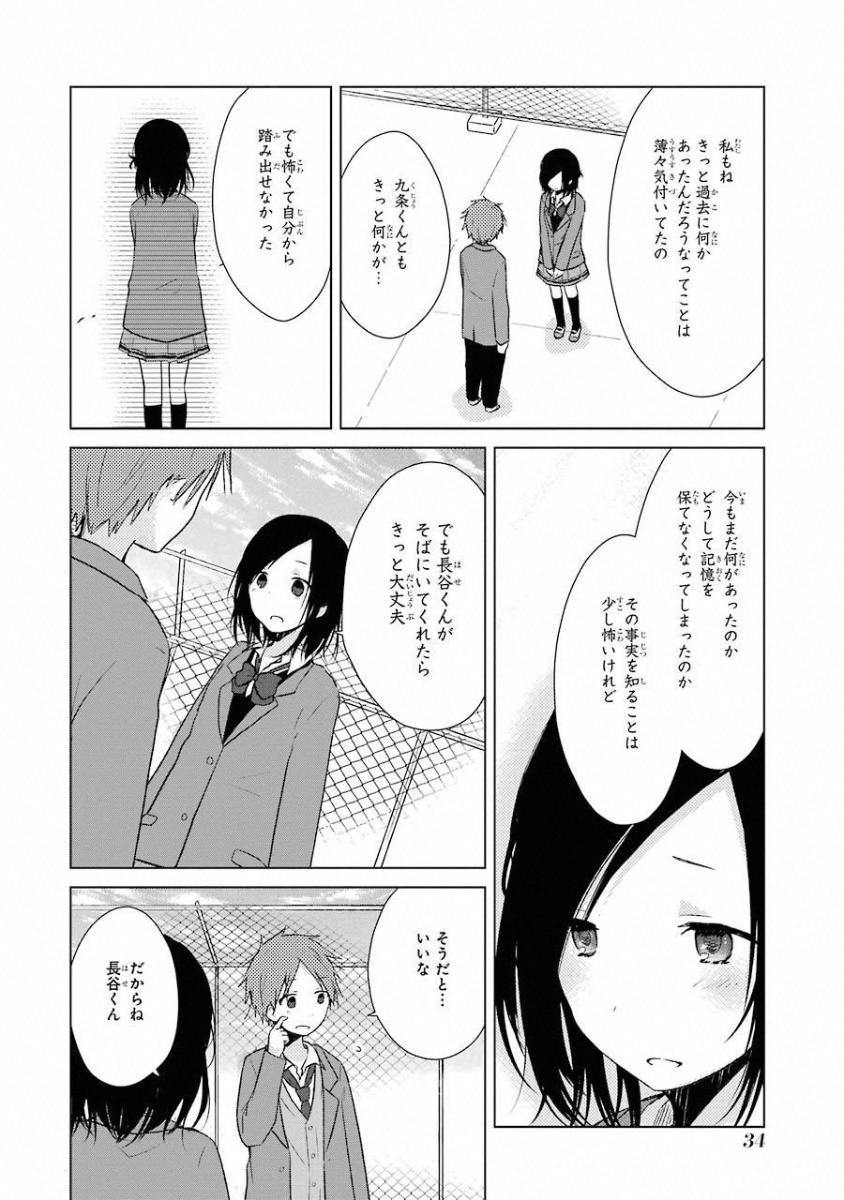 私もね
きっと過去に何か
あったんだろうなってことは
薄々気付いてたの
九条くんとも
きっと何かが…
でも怖くて自分から
踏み出せなかった
今もまだ何があったのか
どうして記憶を
保てなくなってしまったのか
その事実を知ることは
少し怖いけれど
でも長谷くんが
そばにいてくれたら
きっと大丈夫
そうだと…
いいな
だからね
長谷くん
34